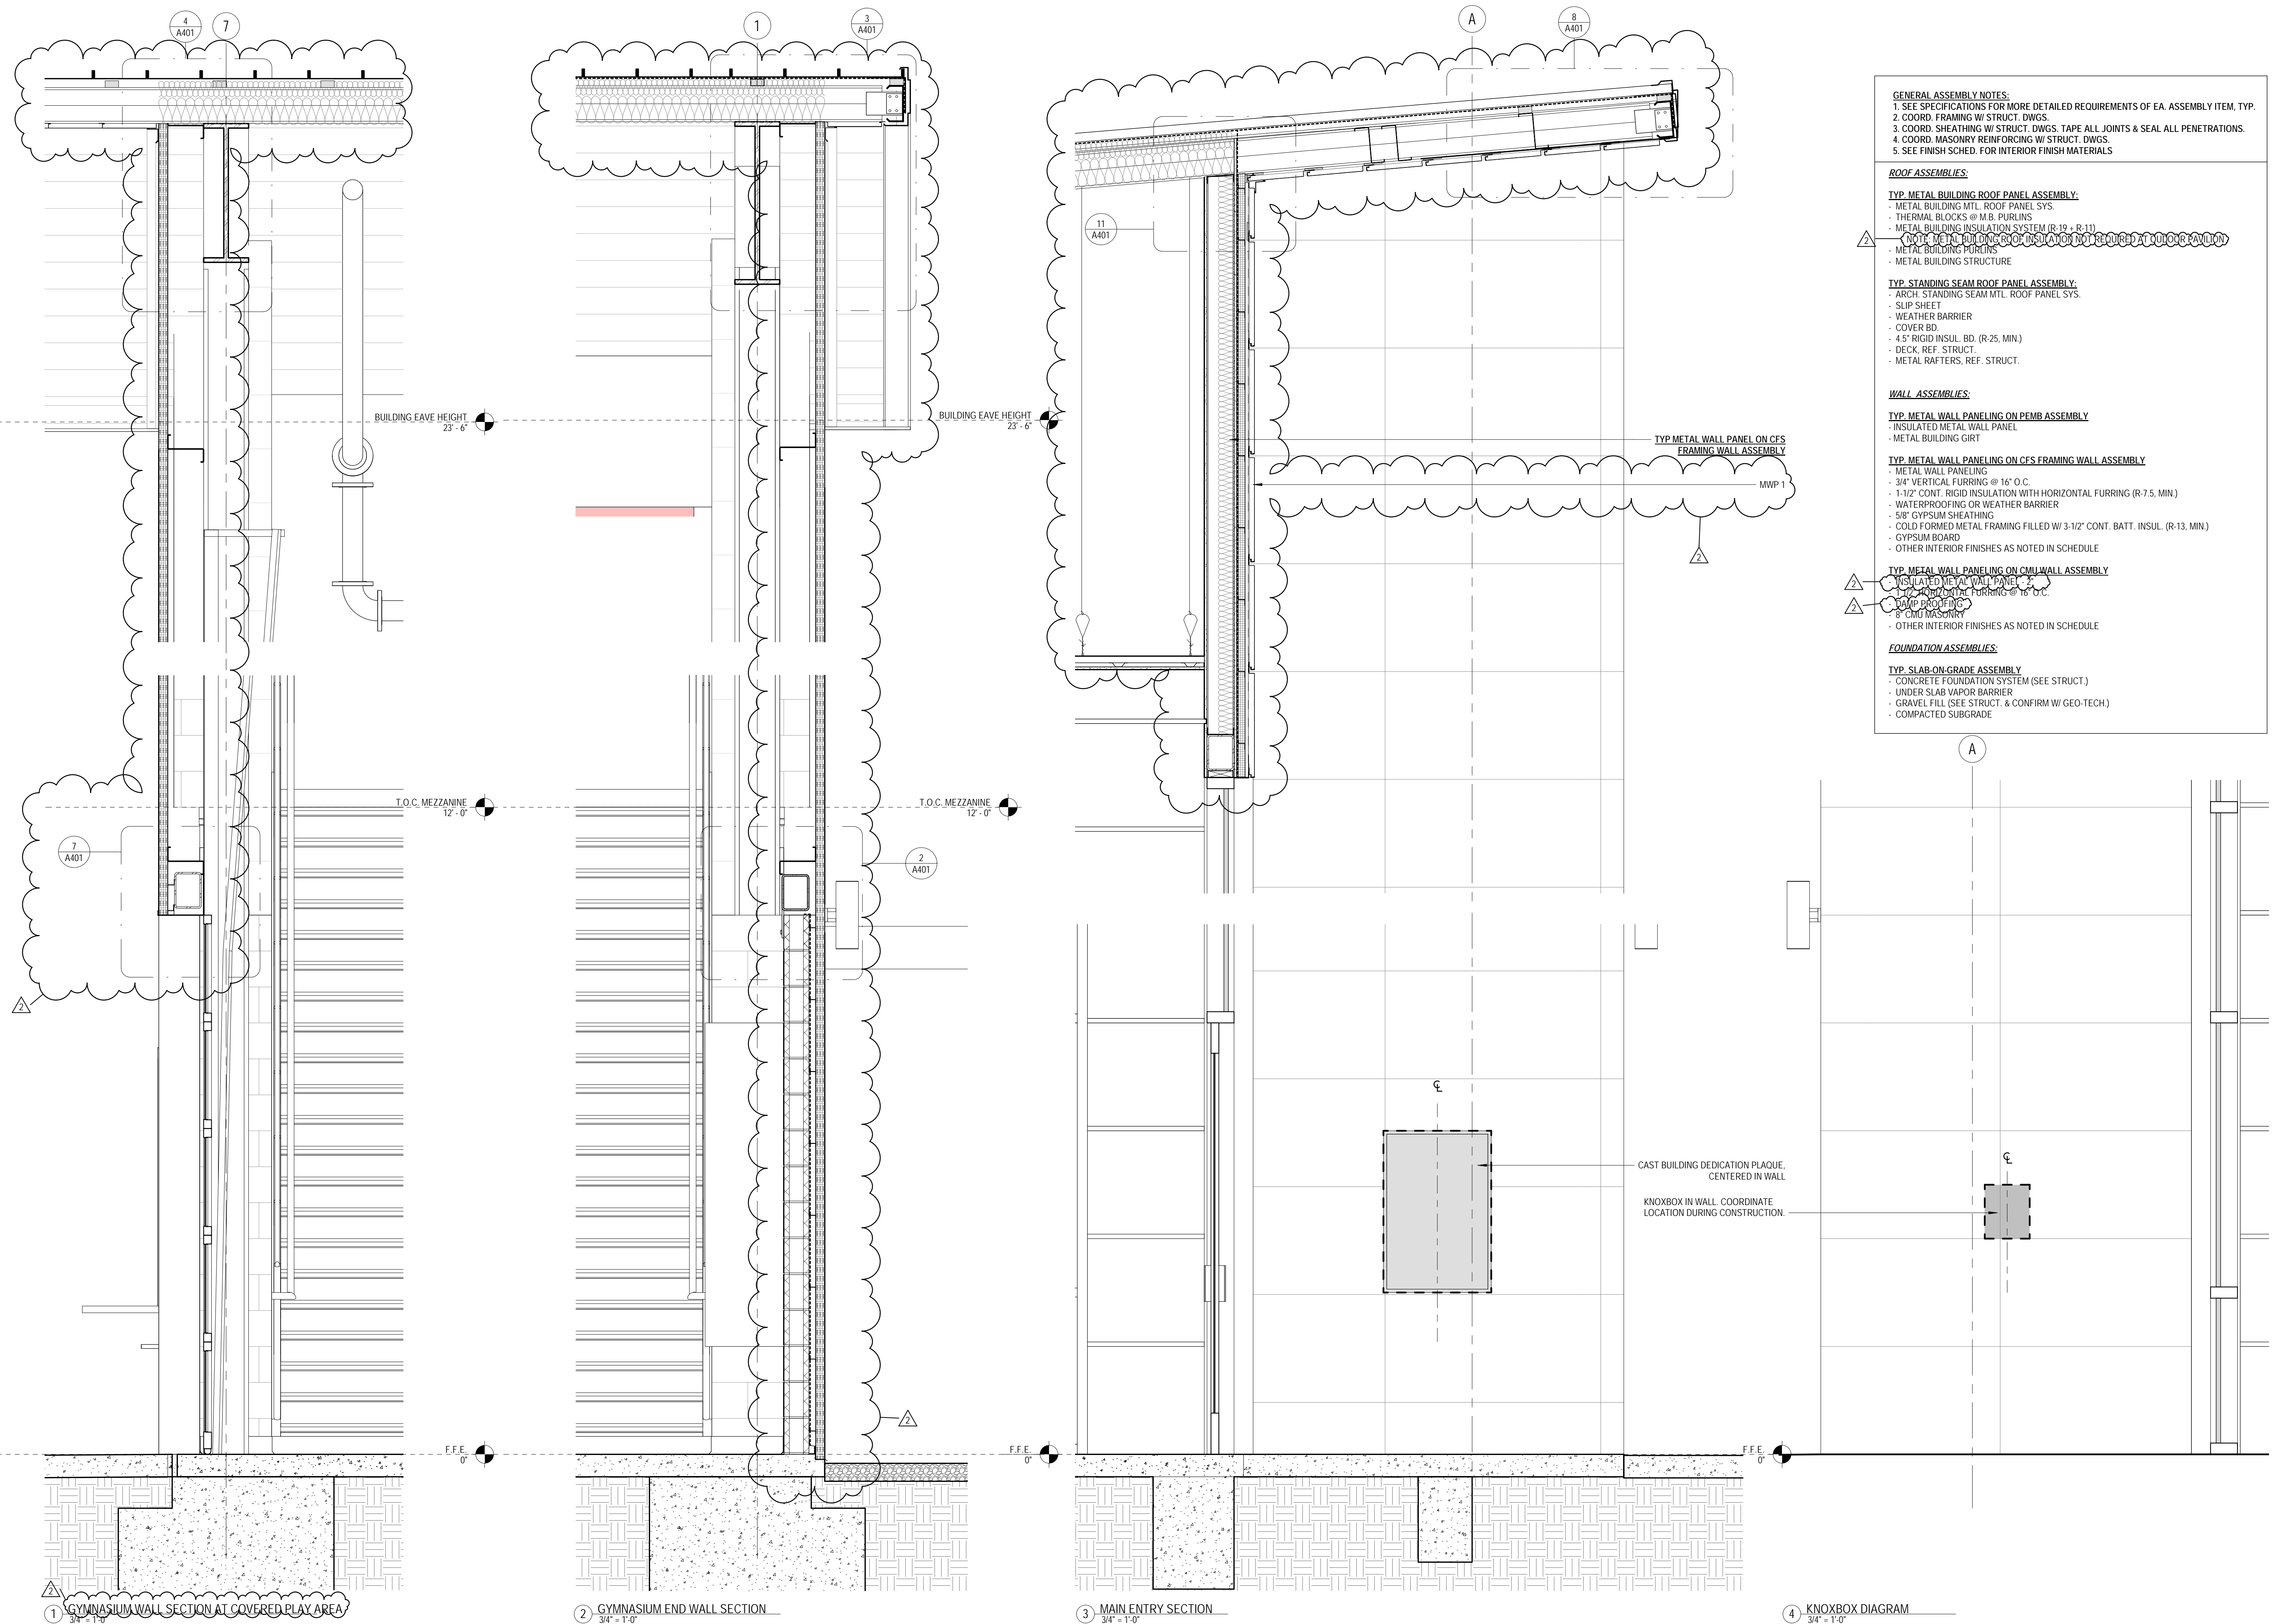 4
A401
7
1
3
A401
A
8
A401
GENERAL ASSEMBLY NOTES:
1. SEE SPECIFICATIONS FOR MORE DETAILED REQUIREMENTS OF EA. ASSEMBLY ITEM, TYP.
2. COORD. FRAMING W/ STRUCT. DWGS.
3. COORD. SHEATHING W/ STRUCT. DWGS. TAPE ALL JOINTS & SEAL ALL PENETRATIONS.
4. COORD. MASONRY REINFORCING W/ STRUCT. DWGS.
5. SEE FINISH SCHED. FOR INTERIOR FINISH MATERIALS
ROOF ASSEMBLIES:
TYP. METAL BUILDING ROOF PANEL ASSEMBLY:
- METAL BUILDING MTL. ROOF PANEL SYS.
- THERMAL BLOCKS @ M.B. PURLINS
- METAL BUILDING INSULATION SYSTEM (R-19 + R-11)
2
NOTE: METAL BUILDING ROOF INSULATION NOT REQUIRED AT OUDOOR PAVILION
- METAL BUILDING PURLINS
- METAL BUILDING STRUCTURE
TYP. STANDING SEAM ROOF PANEL ASSEMBLY:
- ARCH. STANDING SEAM MTL. ROOF PANEL SYS.
- SLIP SHEET
- WEATHER BARRIER
- COVER BD.
- 4.5" RIGID INSUL. BD. (R-25, MIN.)
- DECK, REF. STRUCT.
- METAL RAFTERS, REF. STRUCT.
WALL ASSEMBLIES:
TYP. METAL WALL PANELING ON PEMB ASSEMBLY
- INSULATED METAL WALL PANEL
- METAL BUILDING GIRT
TYP. METAL WALL PANELING ON CFS FRAMING WALL ASSEMBLY
- METAL WALL PANELING
- 3/4" VERTICAL FURRING @ 16" O.C.
- 1-1/2" CONT. RIGID INSULATION WITH HORIZONTAL FURRING (R-7.5, MIN.)
- WATERPROOFING OR WEATHER BARRIER
- 5/8" GYPSUM SHEATHING
- COLD FORMED METAL FRAMING FILLED W/ 3-1/2" CONT. BATT. INSUL. (R-13, MIN.)
- GYPSUM BOARD
- OTHER INTERIOR FINISHES AS NOTED IN SCHEDULE
TYP. METAL WALL PANELING ON CMU WALL ASSEMBLY
2
- INSULATED METAL WALL PANEL - 2"
- 1 1/2" HORIZONTAL FURRING @ 16" O.C.
2
- DAMP PROOFING
- 8" CMU MASONRY
- OTHER INTERIOR FINISHES AS NOTED IN SCHEDULE
FOUNDATION ASSEMBLIES:
TYP. SLAB-ON-GRADE ASSEMBLY
- CONCRETE FOUNDATION SYSTEM (SEE STRUCT.)
- UNDER SLAB VAPOR BARRIER
- GRAVEL FILL (SEE STRUCT. & CONFIRM W/ GEO-TECH.)
- COMPACTED SUBGRADE
11
A401
BUILDING EAVE HEIGHT
23' - 6"
BUILDING EAVE HEIGHT
23' - 6"
TYP METAL WALL PANEL ON CFS
FRAMING WALL ASSEMBLY
MWP 1
2
A
T.O.C. MEZZANINE
12' - 0"
T.O.C. MEZZANINE
12' - 0"
7
A401
2
A401
2
℄
CAST BUILDING DEDICATION PLAQUE,
CENTERED IN WALL
℄
KNOXBOX IN WALL. COORDINATE
LOCATION DURING CONSTRUCTION.
2
F.F.E.
0"
F.F.E.
0"
F.F.E.
0"
2
1 GYMNASIUM WALL SECTION AT COVERED PLAY AREA
3/4" = 1'-0"
2 GYMNASIUM END WALL SECTION
3/4" = 1'-0"
3 MAIN ENTRY SECTION
3/4" = 1'-0"
4 KNOXBOX DIAGRAM
3/4" = 1'-0"